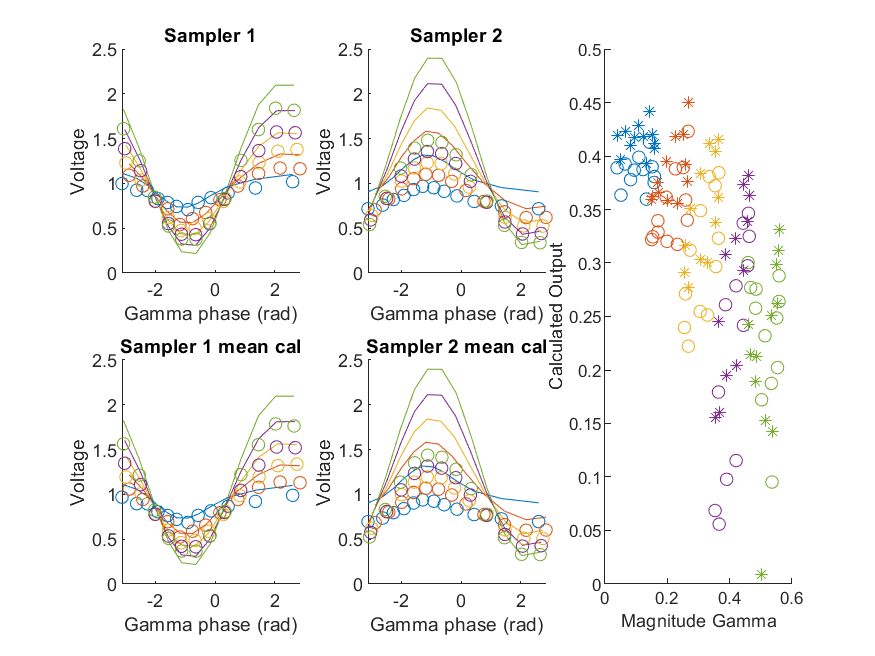 Sampler 1
2.5
2
1.5
1
0.5
0
Voltage
-2 0 2
Gamma phase (rad)
Sampler 2
2.5
2
1.5
1
0.5
0
Voltage
-2 0 2
Gamma phase (rad)
Sampler 1 mean cal
2.5
2
1.5
1
0.5
0
Voltage
-2 0 2
Gamma phase (rad)
Sampler 2 mean cal
2.5
2
1.5
1
0.5
0
Voltage
-2 0 2
Gamma phase (rad)
0.5
0.45
0.4
0.35
0.3
0.25
0.2
0.15
0.1
0.05
0
Calculated Output
0 0.2 0.4 0.6
Magnitude Gamma